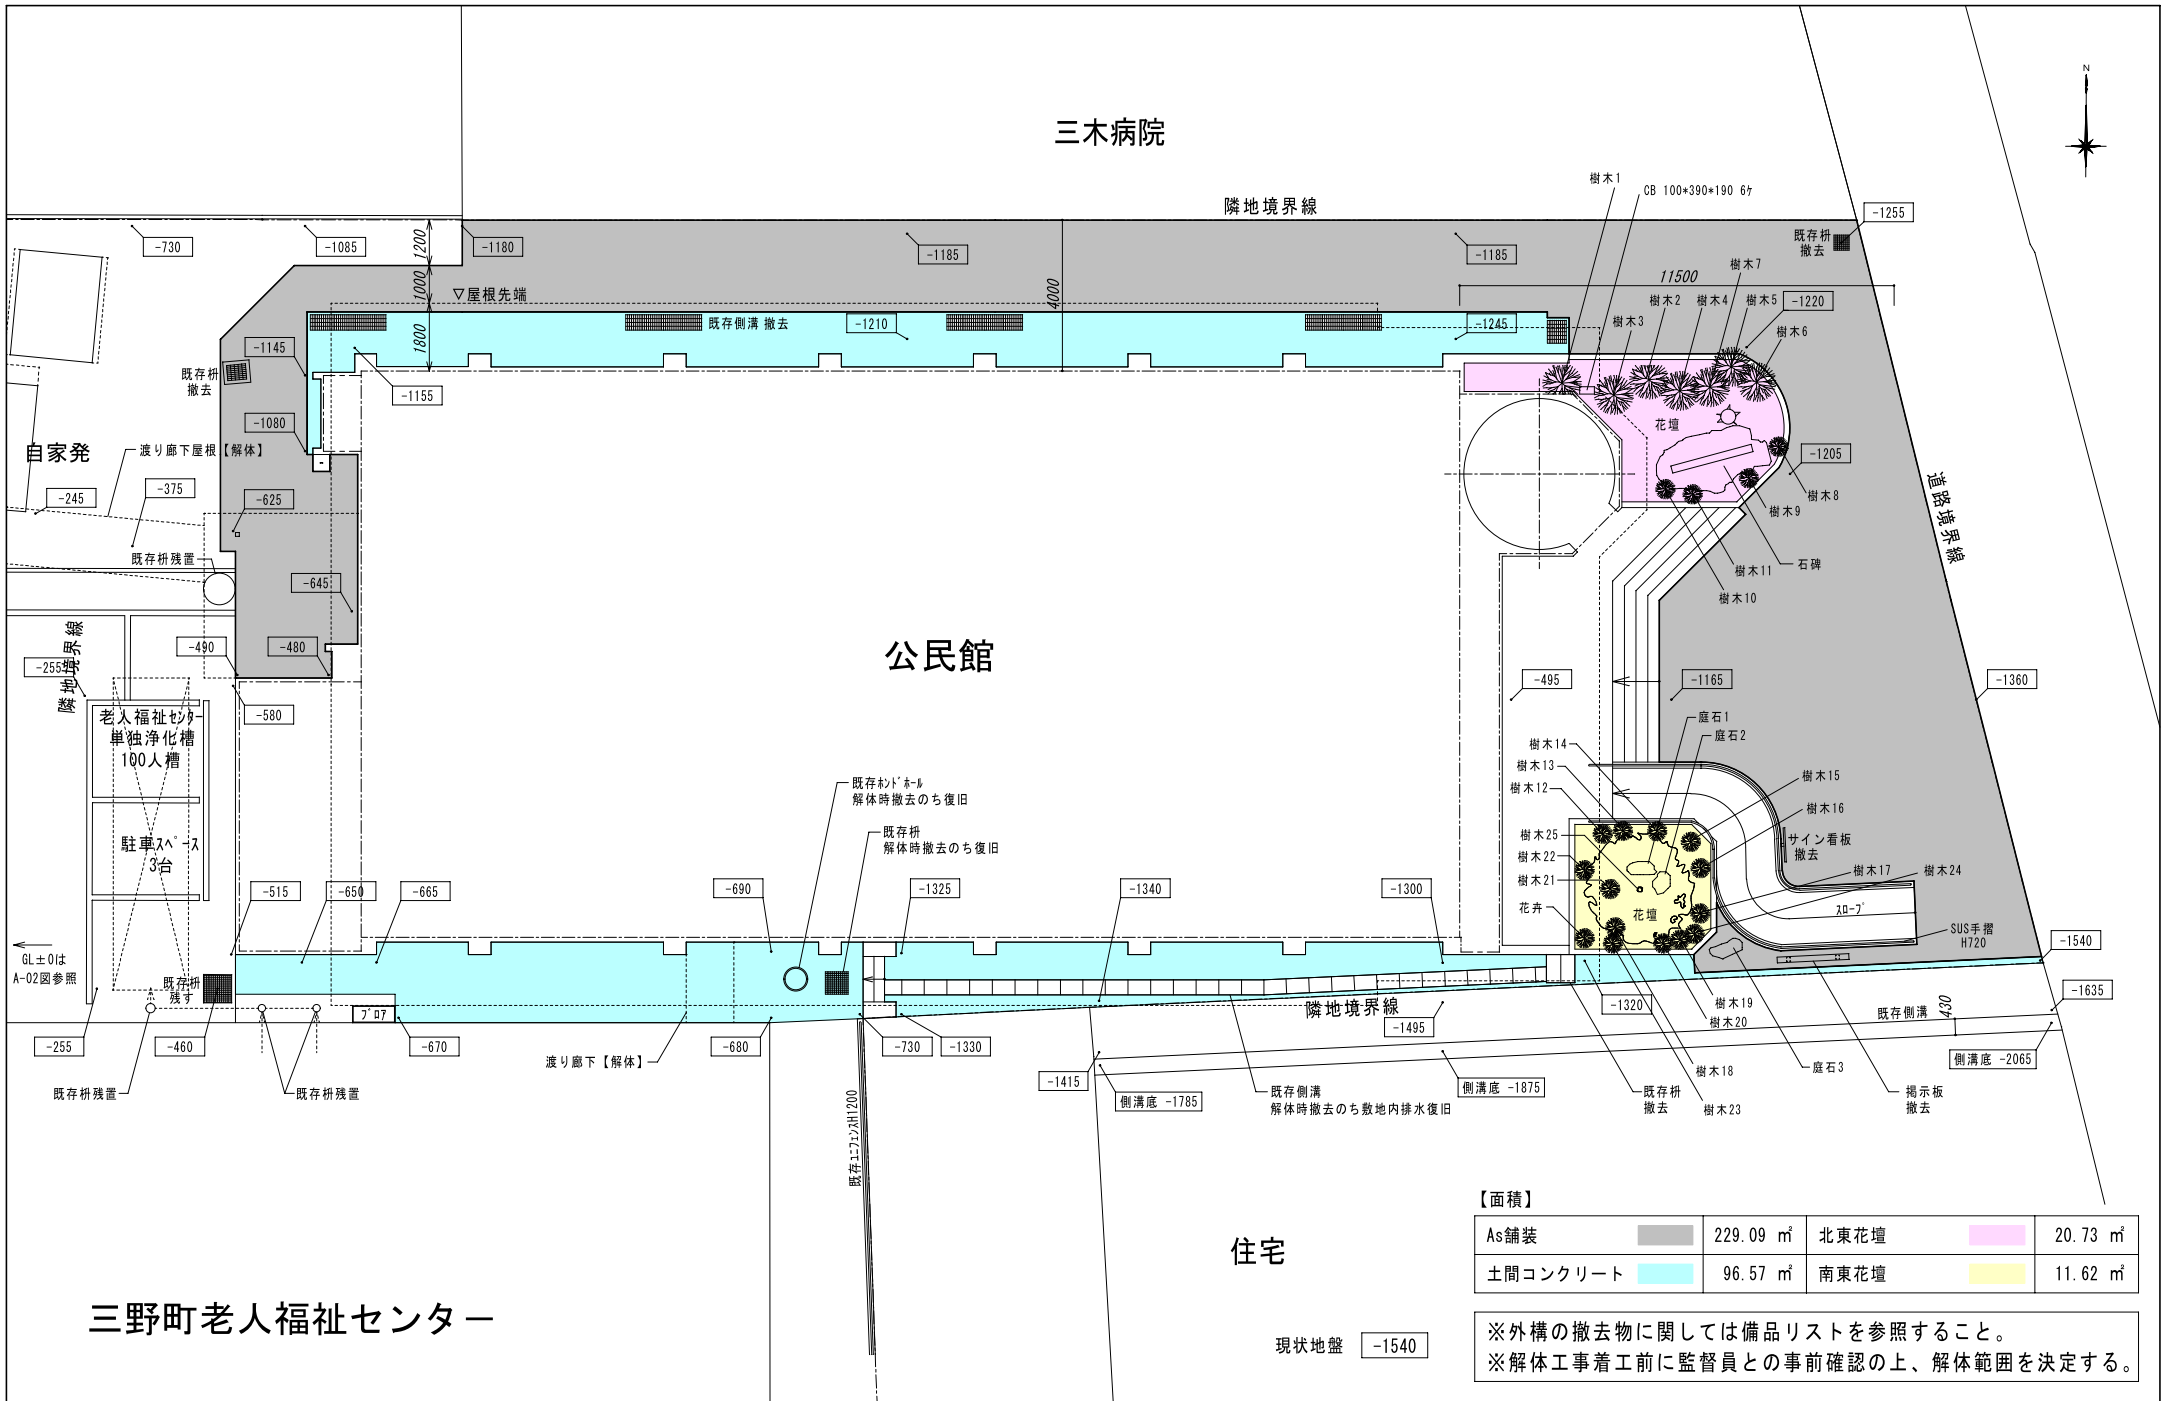 N
三木病院
樹木1
CB 100*390*190 6ｹ
隣地境界線
-1255
-730
-1085
-1180
1200
-1185
-1185
既存桝
撤去
11500
樹木7
1000
▽屋根先端
4000
樹木2
樹木4
樹木5
-1220
既存側溝 撤去
-1210
-1245
樹木3
樹木6
1800
-1145
既存桝
撤去
-1155
-1080
花壇
自家発
渡り廊下屋根【解体】
-1205
-245
-375
-625
樹木8
樹木9
道路境界線
既存桝残置
-645
石碑
樹木11
樹木10
隣地境界線
-490
-480
公民館
-255
-495
-1165
-1360
-580
老人福祉ｾﾝﾀｰ
単独浄化槽
100人槽
庭石1
庭石2
樹木14
樹木13
樹木12
樹木15
樹木16
既存ﾊﾝﾄﾞﾎｰﾙ
解体時撤去のち復旧
既存桝
解体時撤去のち復旧
駐車ｽﾍﾟｰｽ
3台
樹木25
樹木22
樹木21
花卉
サイン看板
撤去
樹木17
樹木24
-515
-650
-665
-690
-1325
-1340
-1300
花壇
ｽﾛｰﾌﾟ
SUS手摺
H720
-1540
GL±0は
A-02図参照
既存桝
残す
ﾌﾞﾛｱ
隣地境界線
-1320
樹木19
樹木20
-1635
430
既存側溝
-1495
-255
-460
-670
渡り廊下【解体】
-680
-730
-1330
側溝底 -2065
樹木18
庭石3
-1415
側溝底 -1785
側溝底 -1875
既存桝残置
既存桝残置
既存側溝
解体時撤去のち敷地内排水復旧
既存桝
撤去
樹木23
掲示板
撤去
既存ﾕﾆﾌｪﾝｽH1200
住宅
三野町老人福祉センター
【面積】
As舗装 229.09 ㎡ 北東花壇 20.73 ㎡
土間コンクリート 96.57 ㎡ 南東花壇 11.62 ㎡
現状地盤 -1540
※外構の撤去物に関しては備品リストを参照すること。
※解体工事着工前に監督員との事前確認の上、解体範囲を決定する。